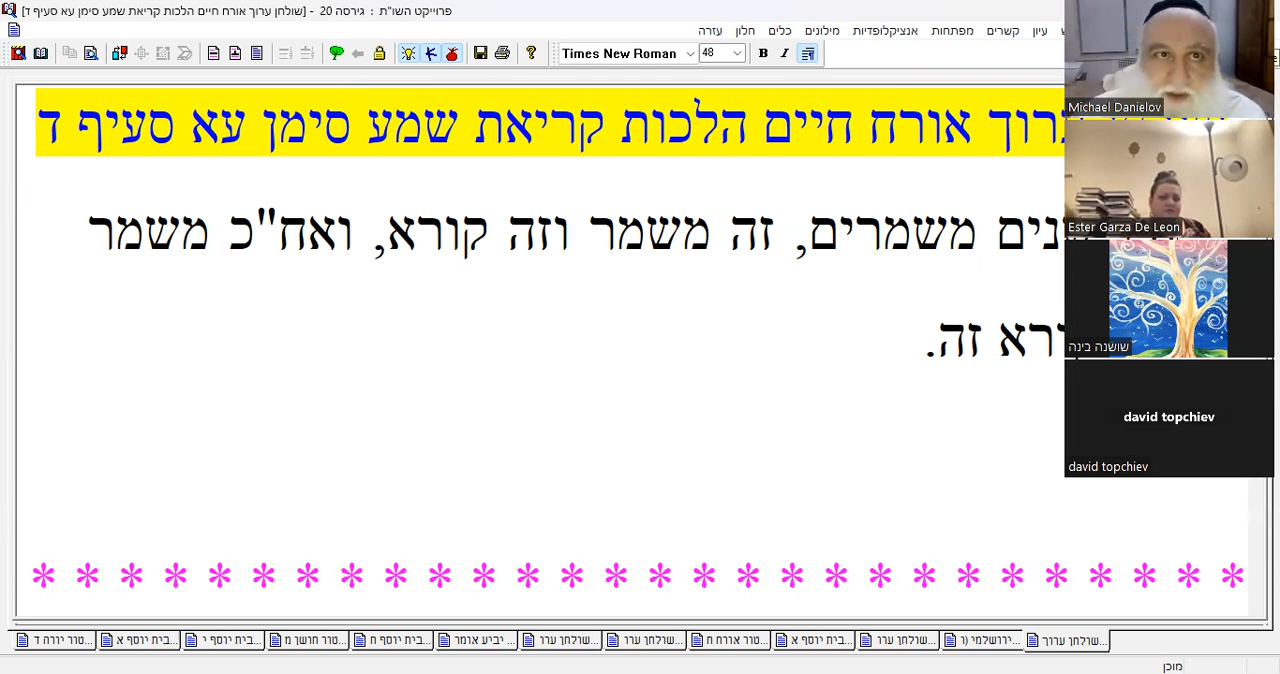 פרוייקט השו"ת : גירסה 20 - [שולחן ערוך אורח חיים הלכות קריאת שמע סימן עא סעיף ד]
עיון קשרים מפתחות אנציקלופדיות מילונים כלים חלון עזרה
Times New Roman 48 B I
אורח חיים הלכות קריאת שמע סימן עא סעיף ד
משמרים, זה משמר וזה קורא, ואח"כ משמר
זה.
* * * * * * * * * * * * * * * * * * * * * * * * * * * *
Michael Danielov
Ester Garza De Leon
שושנה בינה
david topchiev
david topchiev
שולחן ערוך...
ירושלמי (ו...
שולחן ערו...
בית יוסף א...
טור אורח ח...
שולחן ערו...
שולחן ערו...
יביע אומר...
בית יוסף ח...
טור חושן מ...
בית יוסף י...
בית יוסף א...
טור יורה ד...
מוכן